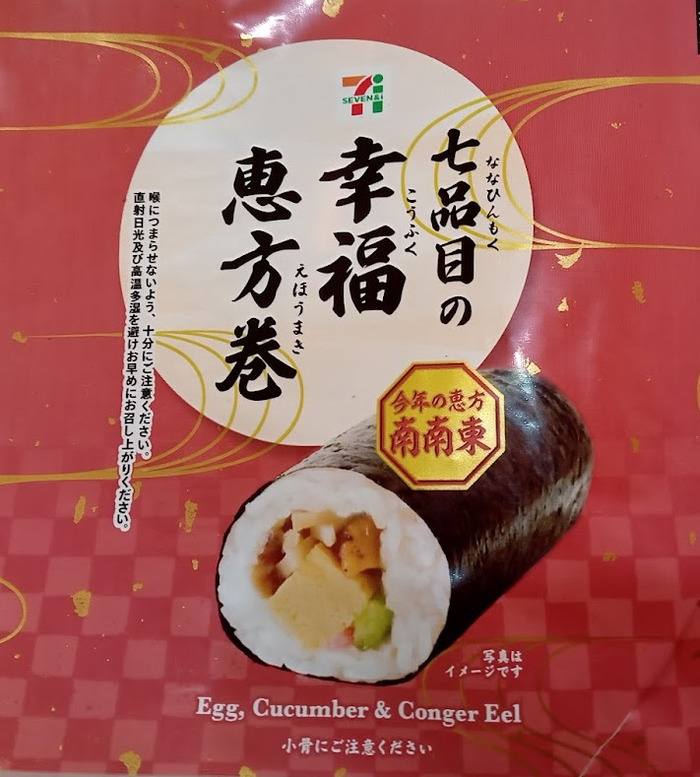 SEVEN&i
七品目の
ななひんもく
幸福
こうふく
恵方巻
えほうまき
喉につまらせないよう、十分にご注意ください。
直射日光及び高温多湿を避けお早めにお召し上がりください。
今年の恵方
南南東
写真は
イメージです
Egg, Cucumber & Conger Eel
小骨にご注意ください